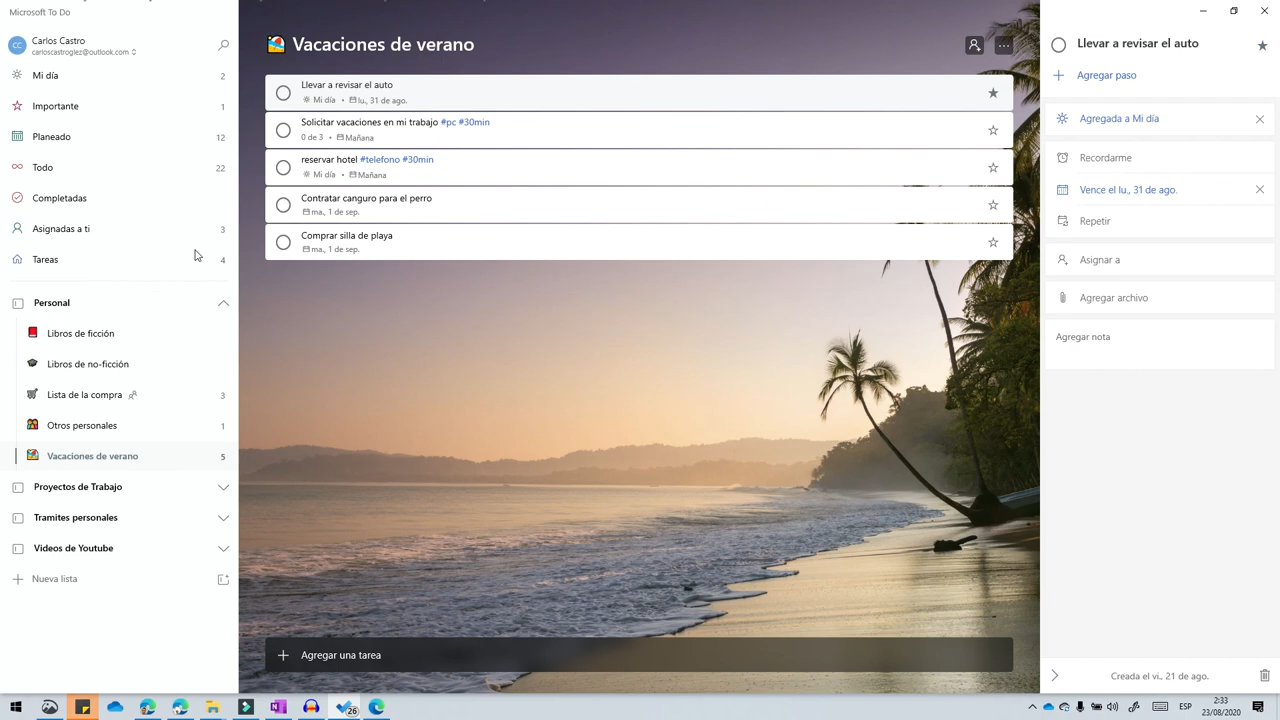 Microsoft To Do
CC
Carlos Castro
carloscastroglez@outlook.com
Mi día 2
Importante 1
Planeado 12
Todo 22
Completadas
Asignadas a ti 3
Tareas 4
Personal
Libros de ficción
Libros de no-ficción
Lista de la compra 3
Otros personales 1
Vacaciones de verano 5
Proyectos de Trabajo
Tramites personales
Videos de Youtube
Nueva lista
Vacaciones de verano
Llevar a revisar el auto
Mi día • lu., 31 de ago.
Solicitar vacaciones en mi trabajo #pc #30min
0 de 3 • Mañana
reservar hotel #telefono #30min
Mi día • Mañana
Contratar canguro para el perro
ma., 1 de sep.
Comprar silla de playa
ma., 1 de sep.
Agregar una tarea
Llevar a revisar el auto
Agregar paso
Agregada a Mi día
Recordarme
Vence el lu., 31 de ago.
Repetir
Asignar a
Agregar archivo
Agregar nota
Creada el vi., 21 de ago.
ESP
2:33
23/08/2020